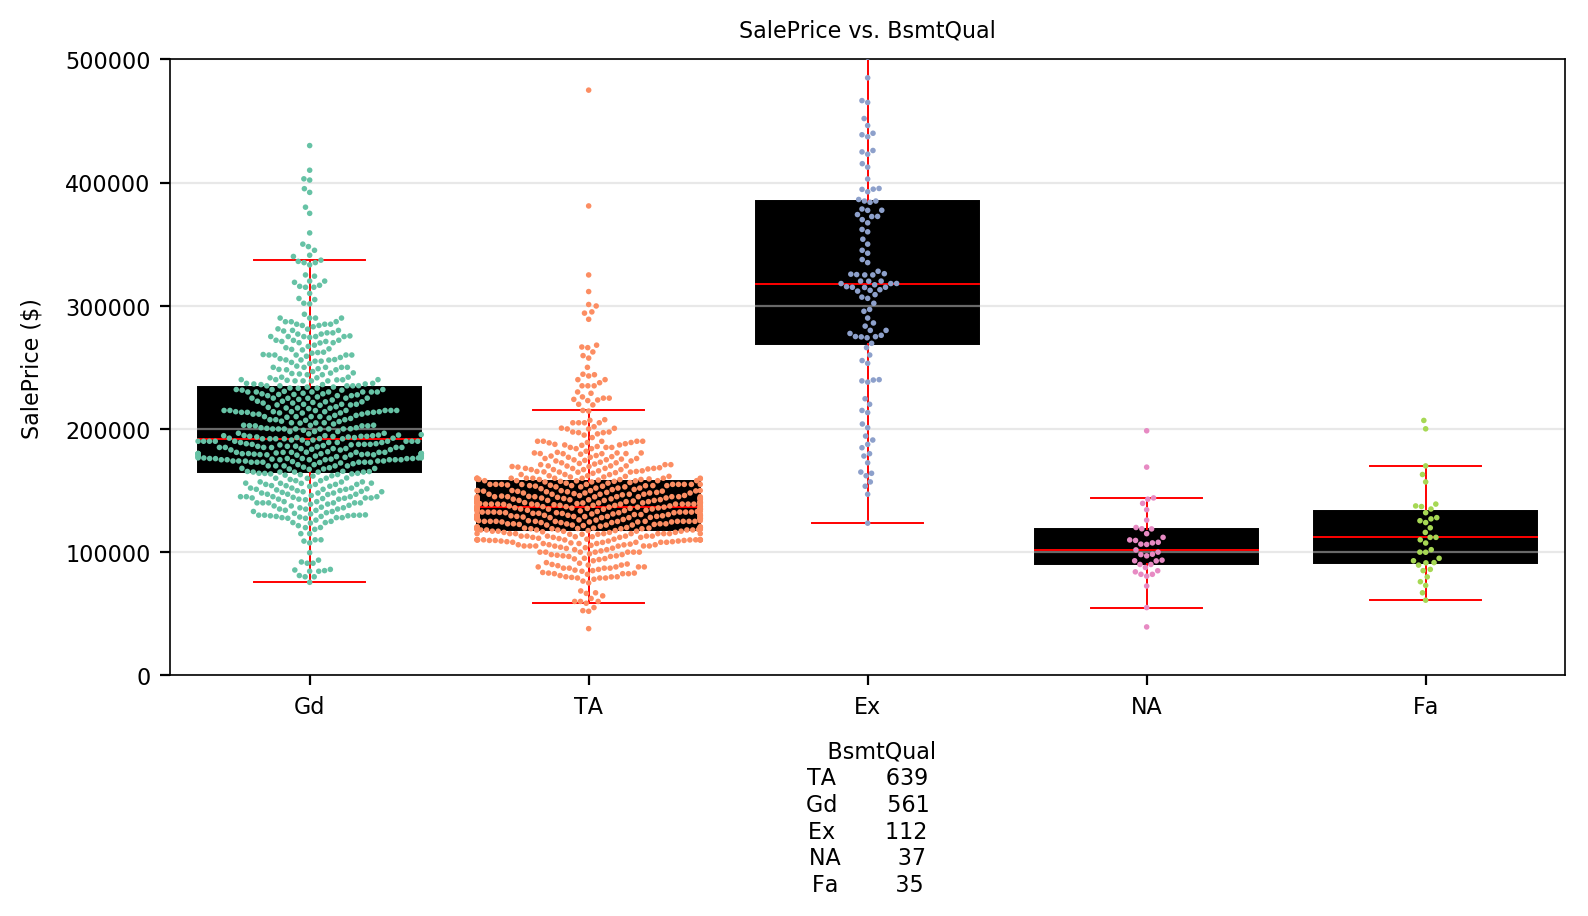 SalePrice vs. BsmtQual
500000
400000
300000
200000
100000
0
SalePrice ($)
Gd TA Ex NA Fa
BsmtQual
TA 639
Gd 561
Ex 112
NA 37
Fa 35